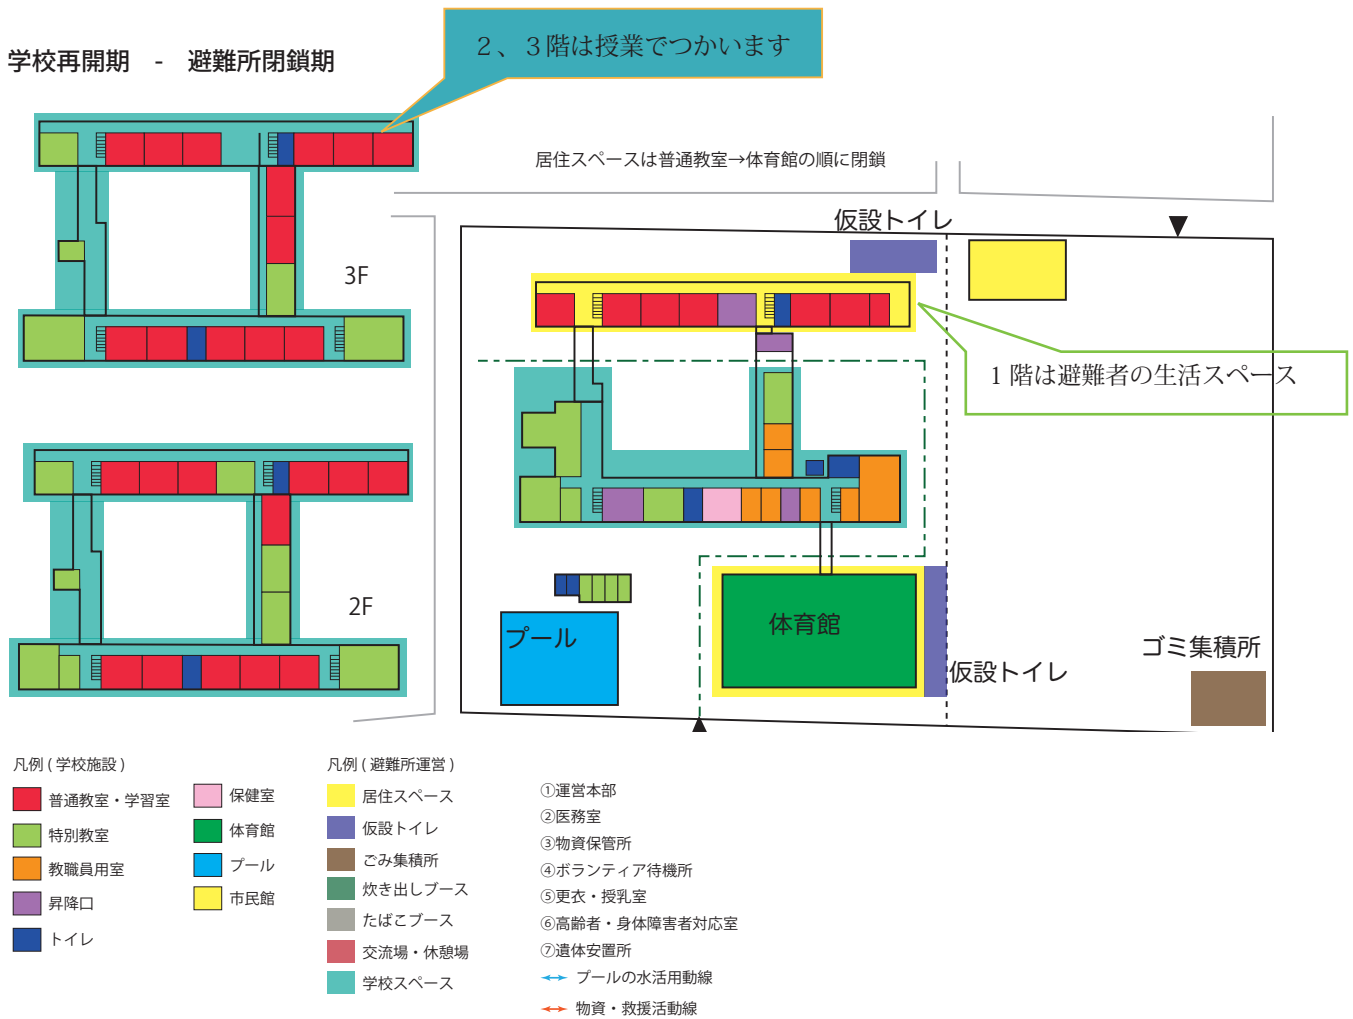 2、3階は授業でつかいます
学校再開期 - 避難所閉鎖期
居住スペースは普通教室→体育館の順に閉鎖
仮設トイレ
3F
1階は避難者の生活スペース
2F
体育館
プール
ゴミ集積所
仮設トイレ
凡例(学校施設)
普通教室・学習室
特別教室
教職員用室
昇降口
トイレ
保健室
体育館
プール
市民館
凡例(避難所運営)
居住スペース
仮設トイレ
ごみ集積所
炊き出しブース
たばこブース
交流場・休憩場
学校スペース
①運営本部
②医務室
③物資保管所
④ボランティア待機所
⑤更衣・授乳室
⑥高齢者・身体障害者対応室
⑦遺体安置所
プールの水活用動線
物資・救援活動線